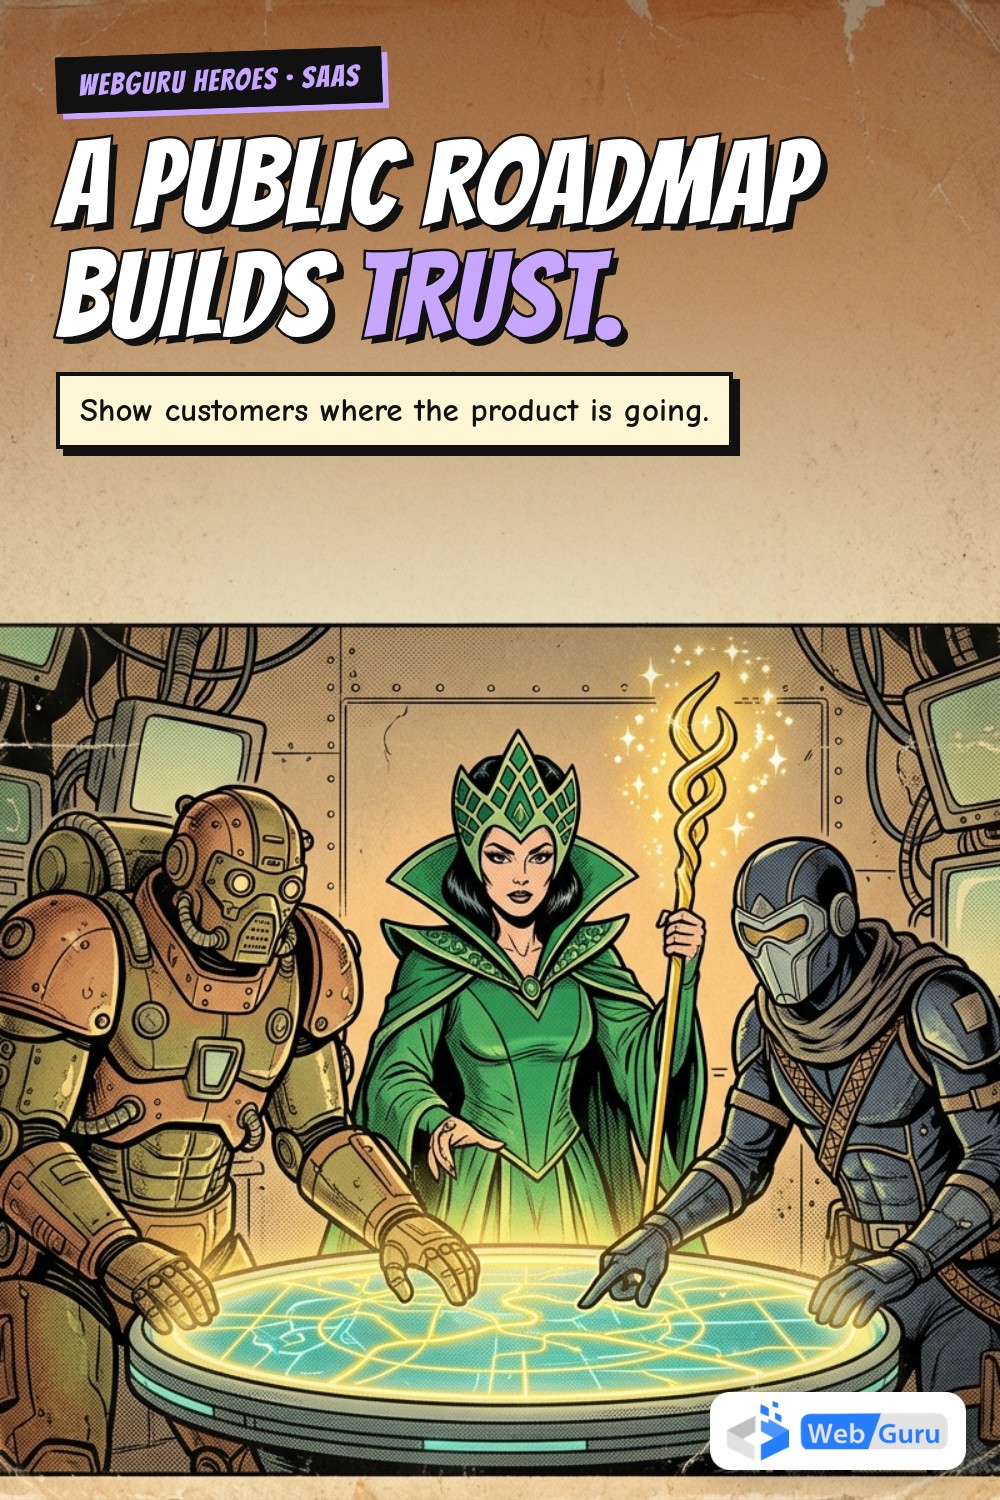 WEBGURU HEROES · SAAS
A PUBLIC ROADMAP
BUILDS TRUST.
Show customers where the product is going.
Web Guru